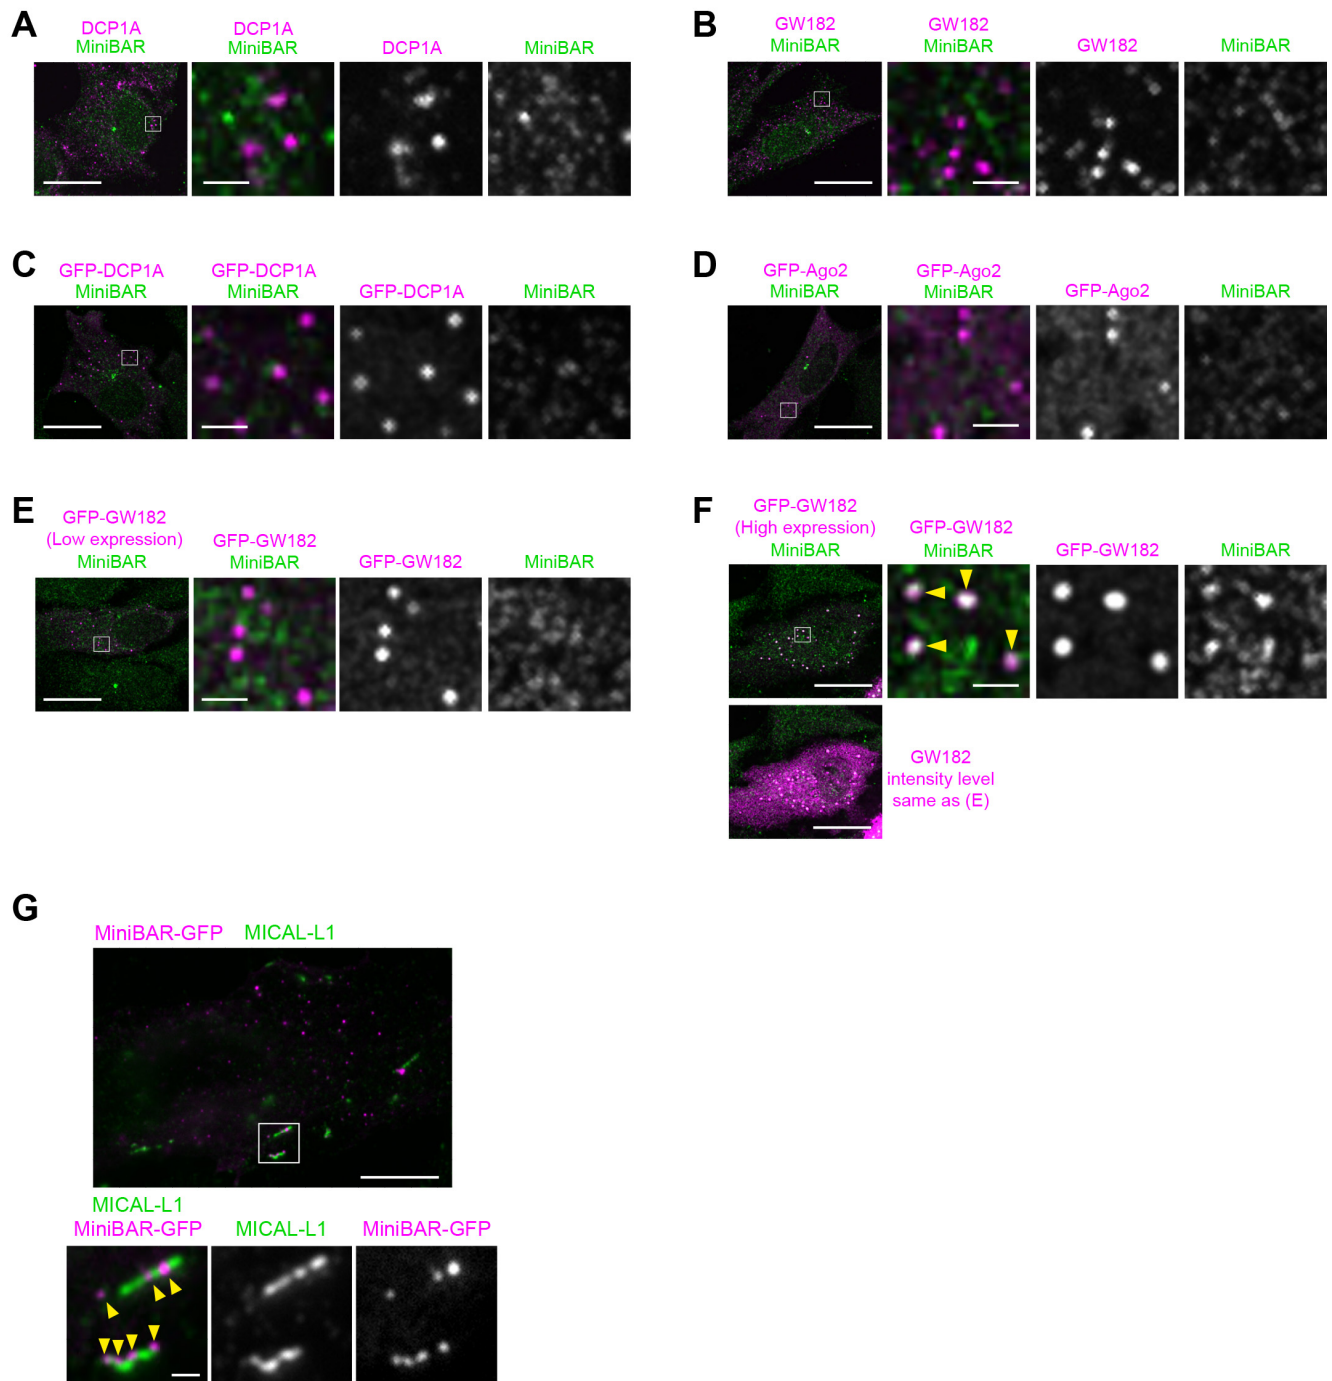 A
DCP1A
MiniBAR
DCP1A
MiniBAR
DCP1A
MiniBAR
B
GW182
MiniBAR
GW182
MiniBAR
GW182
MiniBAR
C
GFP-DCP1A
MiniBAR
GFP-DCP1A
MiniBAR
GFP-DCP1A
MiniBAR
D
GFP-Ago2
MiniBAR
GFP-Ago2
MiniBAR
GFP-Ago2
MiniBAR
E
GFP-GW182
(Low expression)
MiniBAR
GFP-GW182
MiniBAR
GFP-GW182
MiniBAR
F
GFP-GW182
(High expression)
MiniBAR
GFP-GW182
MiniBAR
GFP-GW182
MiniBAR
GW182
intensity level
same as (E)
G
MiniBAR-GFP MICAL-L1
MICAL-L1
MiniBAR-GFP
MICAL-L1
MiniBAR-GFP